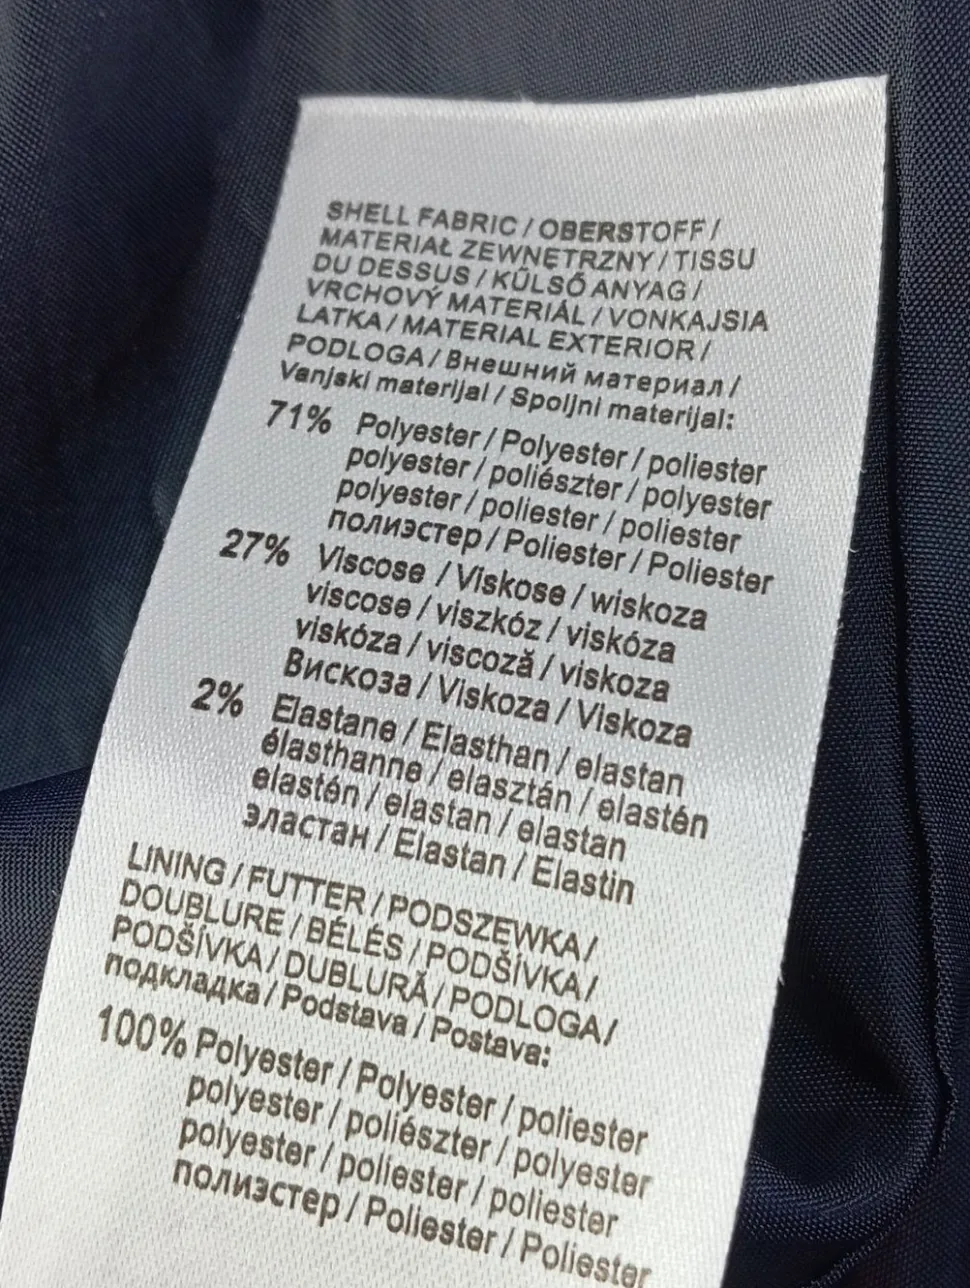 SHELL FABRIC / OBERSTOFF /
MATERIAŁ ZEWNĘTRZNY / TISSU
DU DESSUS / KÜLSŐ ANYAG /
VRCHOVÝ MATERIÁL / VONKAJSIA
LATKA / MATERIAL EXTERIOR /
PODLOGA / Внешний материал /
Vanjski materijal / Spoljni materijal:
71% Polyester / Polyester / poliester
polyester / poliészter / polyester
polyester / poliester / poliester
полиэстер / Poliester / Poliester
27% Viscose / Viskose / wiskoza
viscose / viszkóz / viskóza
viskóza / viscoză / viskoza
Вискоза / Viskoza / Viskoza
2% Elastane / Elasthan / elastan
élasthanne / elasztán / elastén
elastén / elastan / elastan
эластан / Elastan / Elastin
LINING / FUTTER / PODSZEWKA /
DOUBLURE / BÉLÉS / PODŠÍVKA /
PODŠÍVKA / DUBLURĂ / PODLOGA /
подкладка / Podstava / Postava:
100% Polyester / Polyester / poliester
polyester / poliészter / polyester
polyester / poliester / poliester
полиэстер / Poliester / Poliester